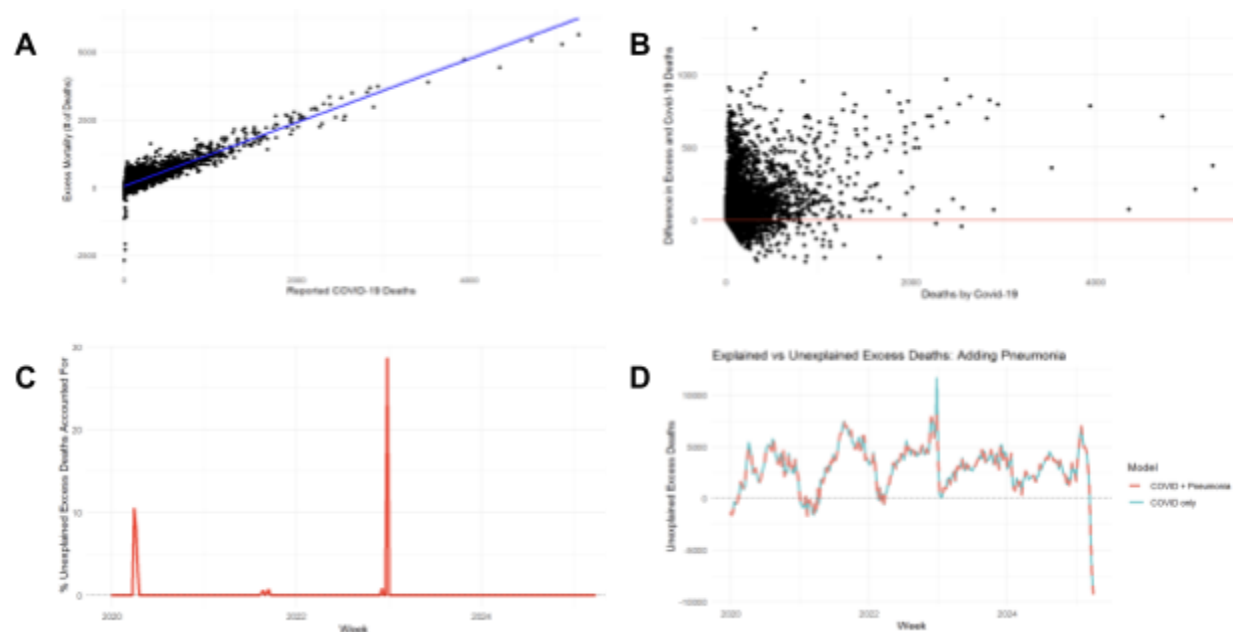 A
Excess Mortality (# of Deaths)
5000
2500
0
-2500
0
2000
4000
Reported COVID-19 Deaths
B
Difference in Excess and Covid-19 Deaths
1000
500
0
0
2000
4000
Deaths by Covid-19
C
% Unexplained Excess Deaths Accounted For
30
20
10
0
2020
2022
2024
Week
D
Explained vs Unexplained Excess Deaths: Adding Pneumonia
Unexplained Excess Deaths
10000
5000
0
-5000
-10000
2020
2022
2024
Week
Model
COVID + Pneumonia
COVID only